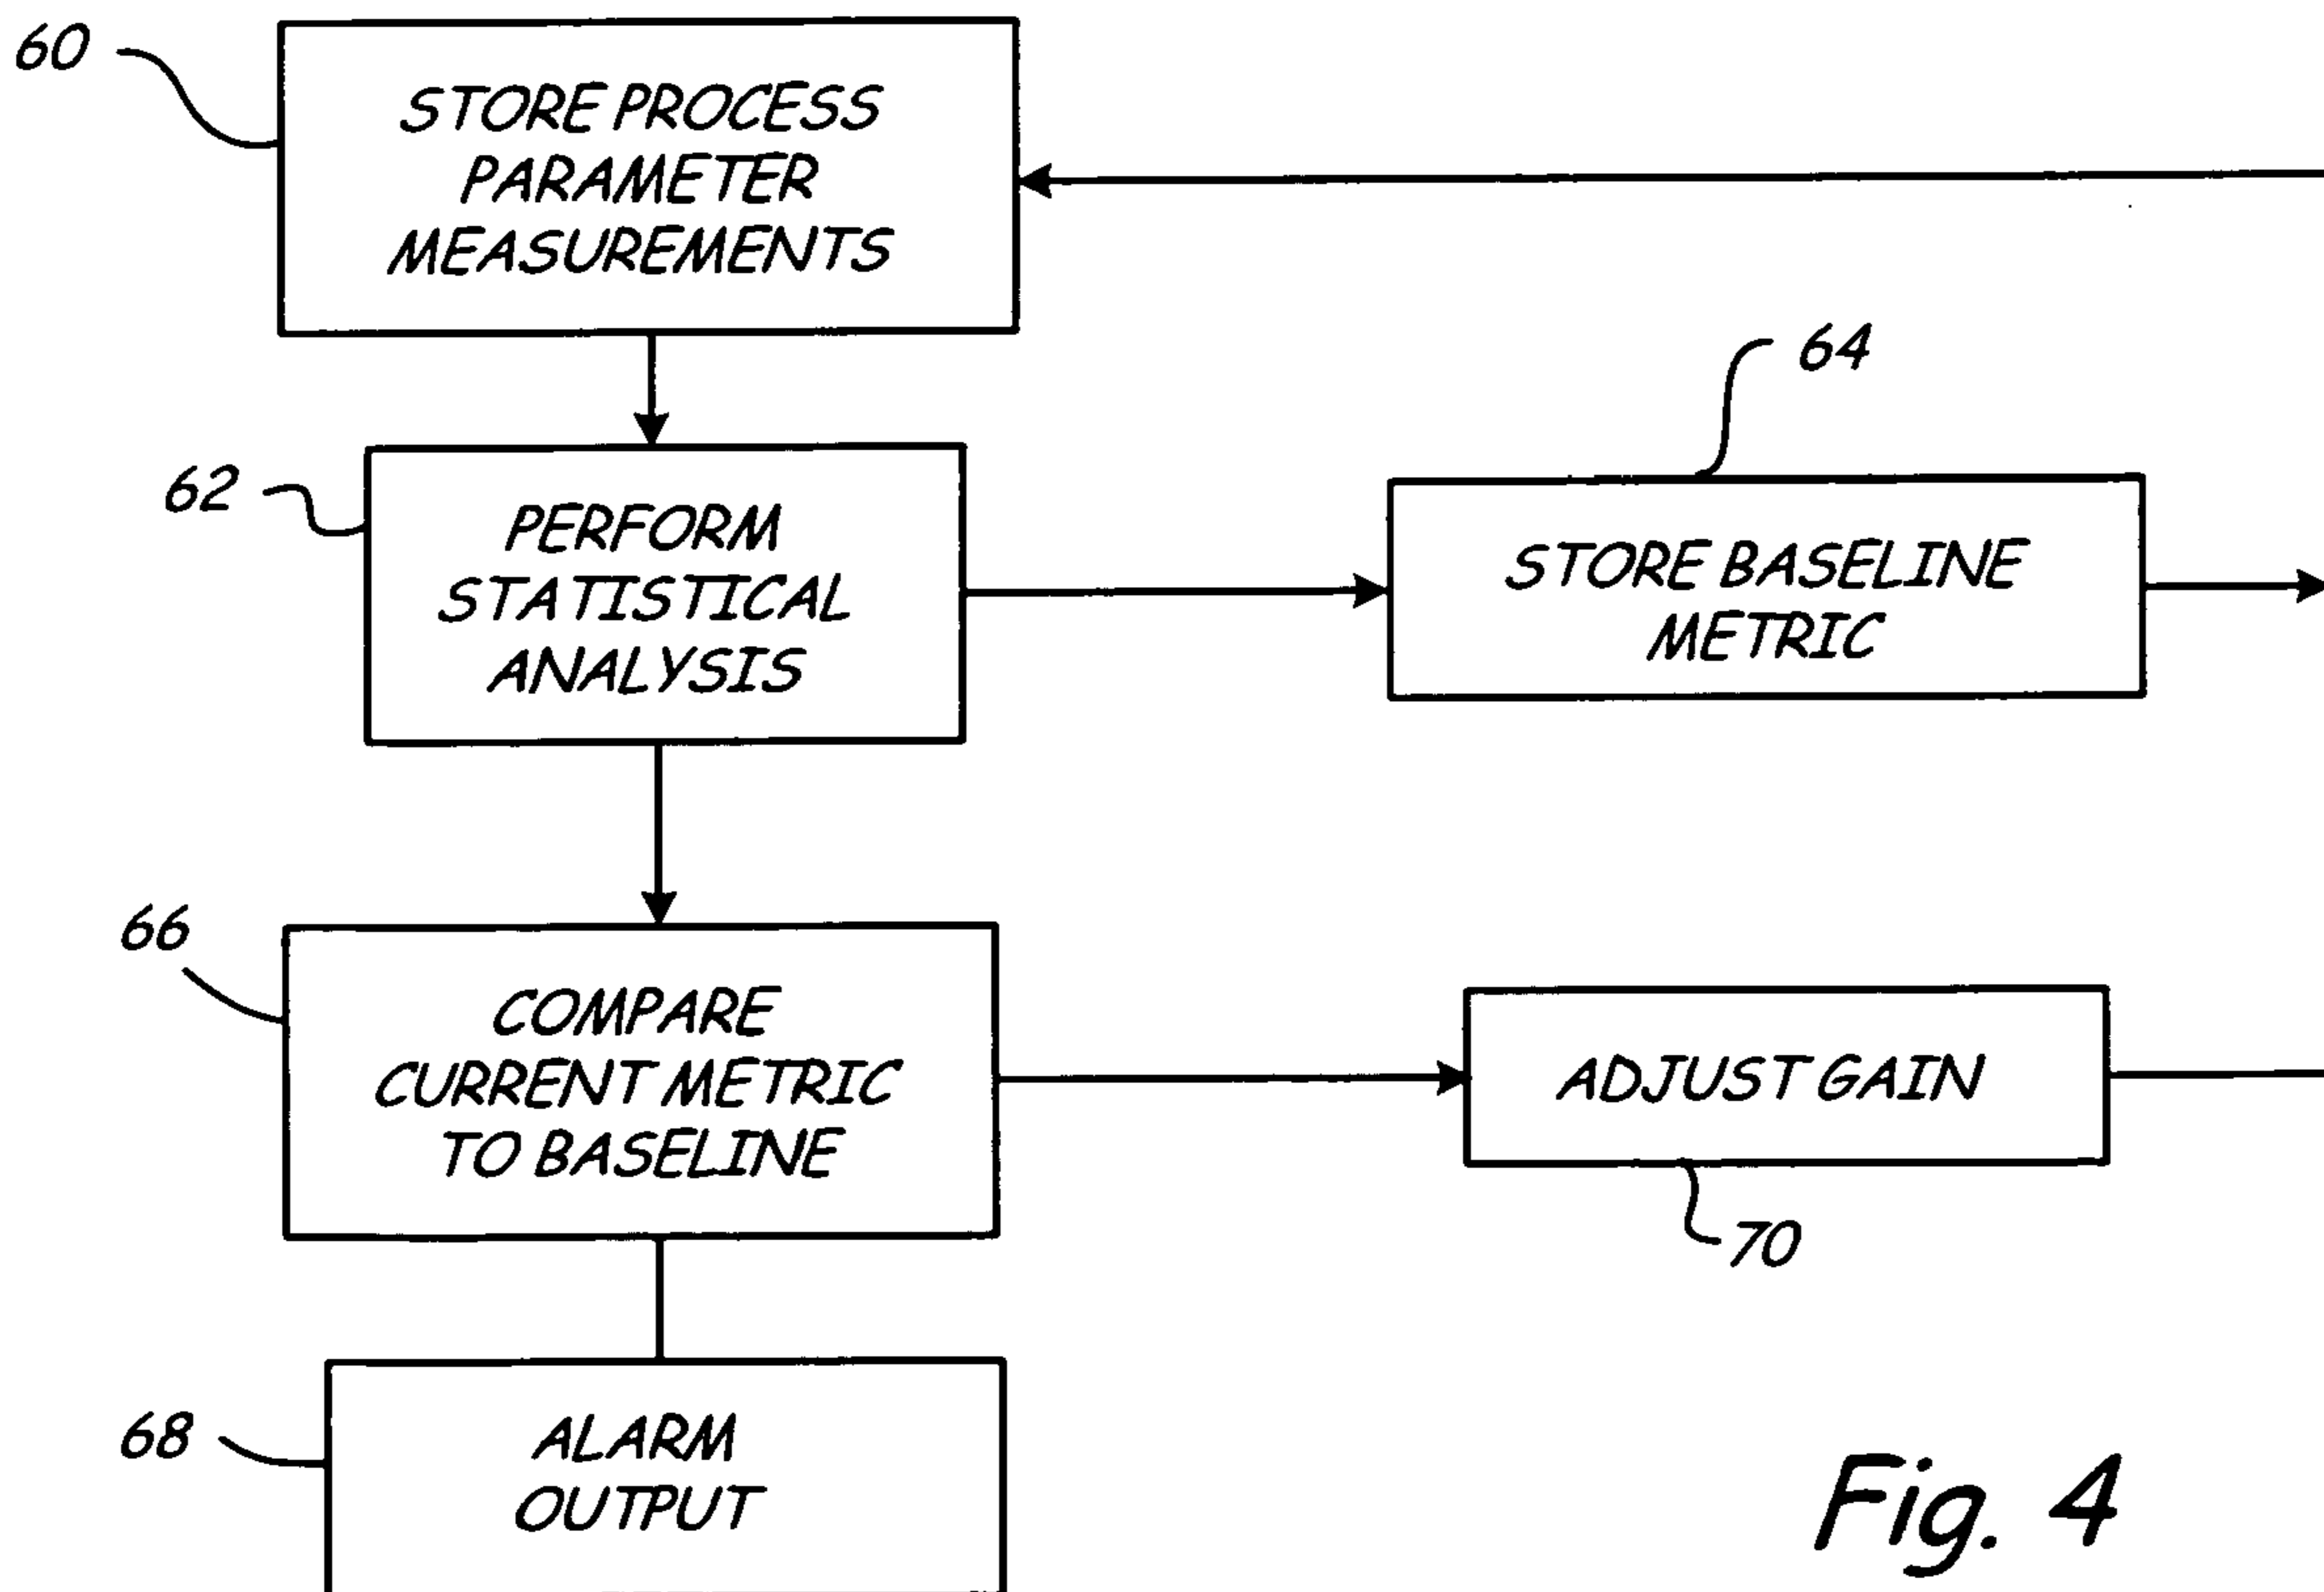 60
STORE PROCESS
PARAMETER
MEASUREMENTS
64
62
PERFORM
STATISTICAL
ANALYSIS
STORE BASELINE
METRIC
66
COMPARE
CURRENT METRIC
TO BASELINE
ADJUST GAIN
70
68
ALARM
OUTPUT
Fig. 4